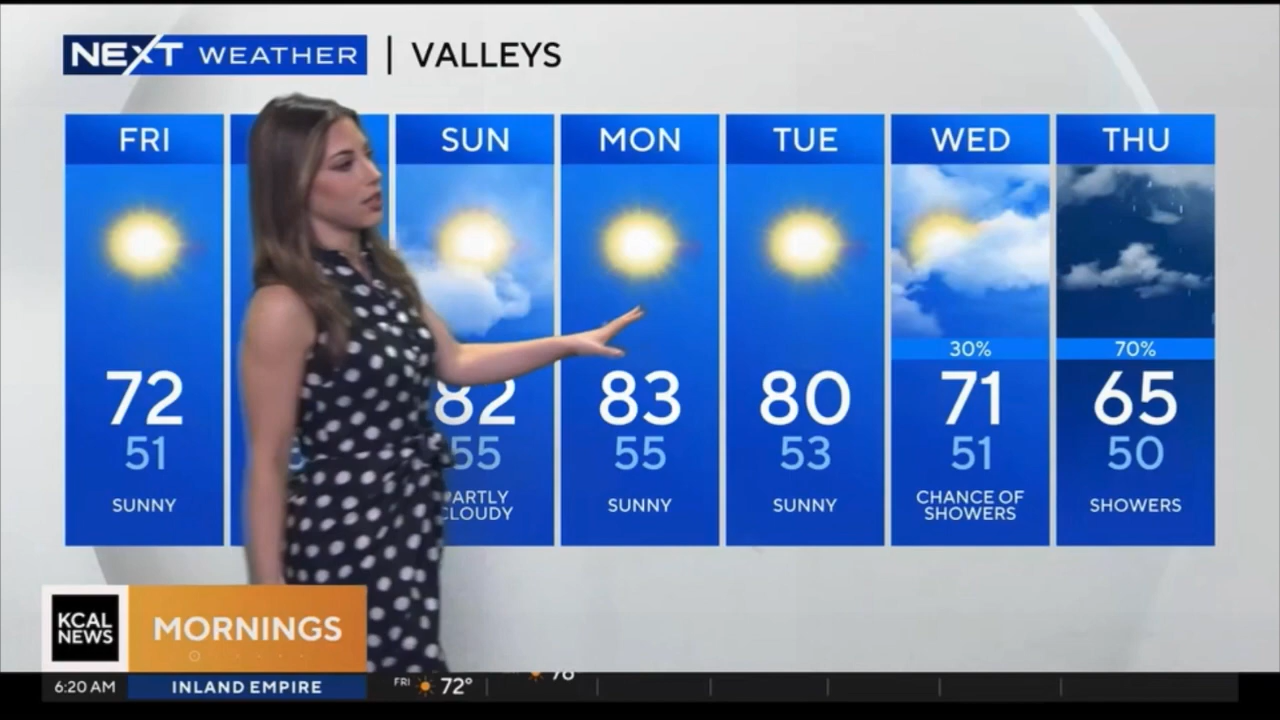 NEXT WEATHER | VALLEYS
FRI SUN MON TUE WED THU
30% 70%
72 82 83 80 71 65
51 55 55 53 51 50
SUNNY
ARTLY
CLOUDY
SUNNY
SUNNY
CHANCE OF
SHOWERS
SHOWERS
KCAL
NEWS
MORNINGS
6:20 AM INLAND EMPIRE FRI 72°